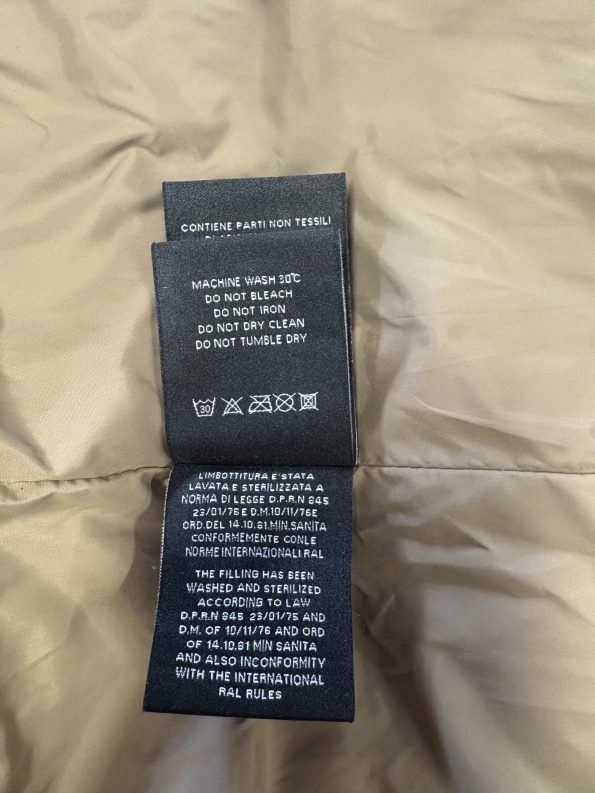 CONTIENE PARTI NON TESSILI
MACHINE WASH 30°C
DO NOT BLEACH
DO NOT IRON
DO NOT DRY CLEAN
DO NOT TUMBLE DRY
30
L'IMBOTTITURA E'STATA
LAVATA E STERILIZZATA A
NORMA DI LEGGE D.P.R.N 845
23/01/76 E D.M.10/11/76E
ORD.DEL 14.10.81.MIN.SANITA
CONFORMEMENTE CONLE
NORME INTERNAZIONALI RAL
THE FILLING HAS BEEN
WASHED AND STERILIZED
ACCORDING TO LAW
D.P.R.N 845 23/01/75 AND
D.M. OF 10/11/76 AND ORD
OF 14.10.81 MIN SANITA
AND ALSO INCONFORMITY
WITH THE INTERNATIONAL
RAL RULES